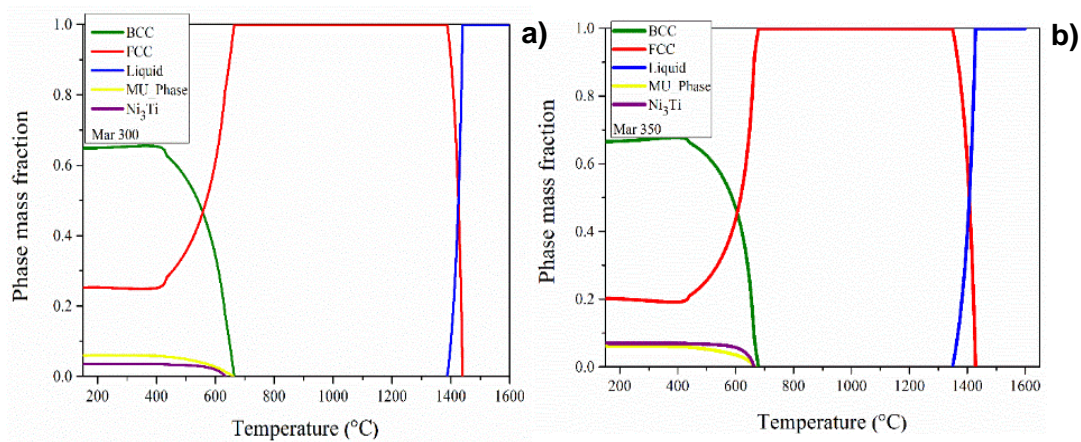 a)
BCC
FCC
Liquid
MU_Phase
Ni₃Ti
Mar 300
Phase mass fraction
1.0
0.8
0.6
0.4
0.2
0.0
200 400 600 800 1000 1200 1400 1600
Temperature (°C)
b)
BCC
FCC
Liquid
MU_Phase
Ni₃Ti
Mar 350
Phase mass fraction
1.0
0.8
0.6
0.4
0.2
0.0
200 400 600 800 1000 1200 1400 1600
Temperature (°C)